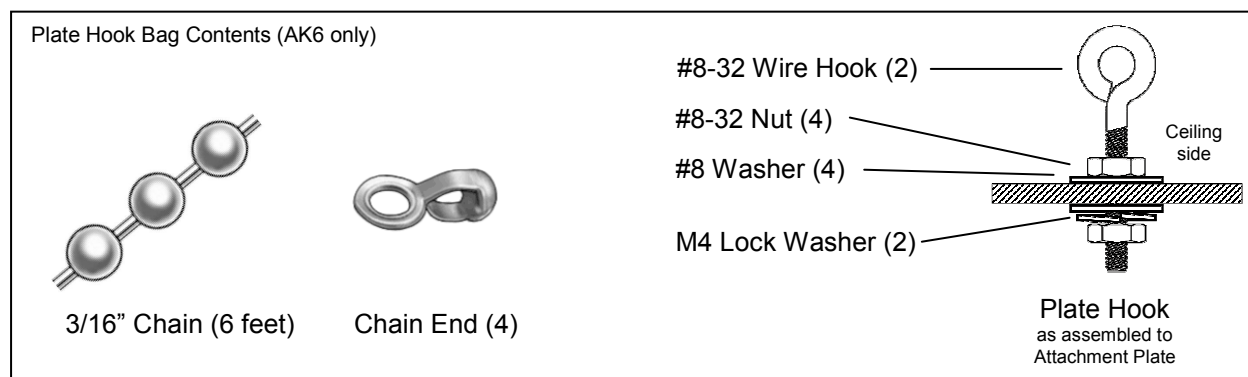 Plate Hook Bag Contents (AK6 only)
3/16” Chain (6 feet)
Chain End (4)
#8-32 Wire Hook (2)
#8-32 Nut (4)
#8 Washer (4)
M4 Lock Washer (2)
Ceiling
side
Plate Hook
as assembled to
Attachment Plate